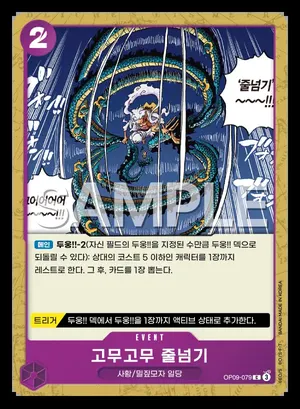 2
'줄넘기'
~~~!!!
SAMPLE
메인 두웅!!-2(자신 필드의 두웅!!을 지정된 수만큼 두웅!! 덱으로
되돌릴 수 있다): 상대의 코스트 5 이하인 캐릭터를 1장까지
레스트로 한다. 그 후, 카드를 1장 뽑는다.
트리거 두웅!! 덱에서 두웅!!을 1장까지 액티브 상태로 추가한다.
EVENT
고무고무 줄넘기
사황/밀짚모자 일당
OP09-079